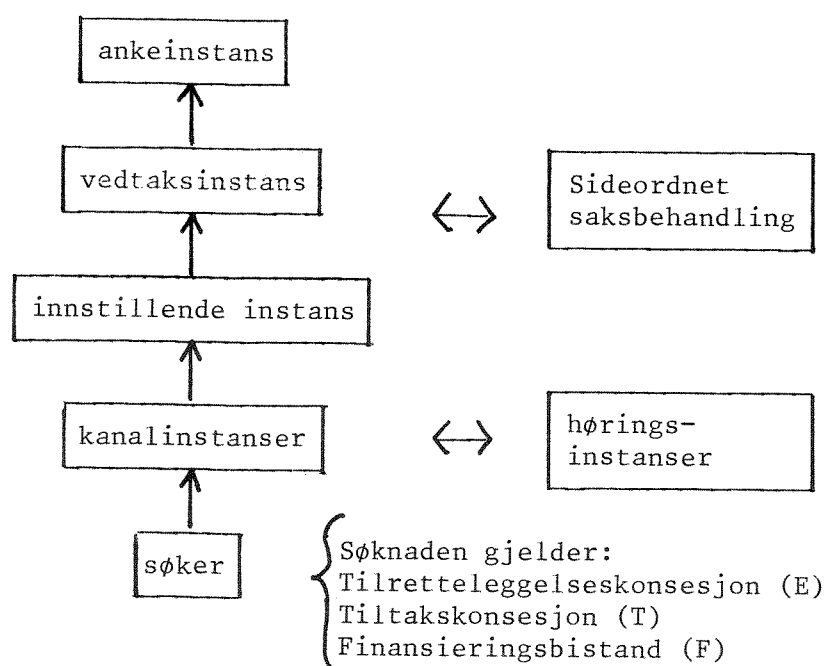 ankeinstans
vedtaksinstans
Sideordnet
saksbehandling
innstillende instans
kanalinstanser
hørings-
instanser
søker
Søknaden gjelder:
Tilretteleggelseskonsesjon (E)
Tiltakskonsesjon (T)
Finansieringsbistand (F)